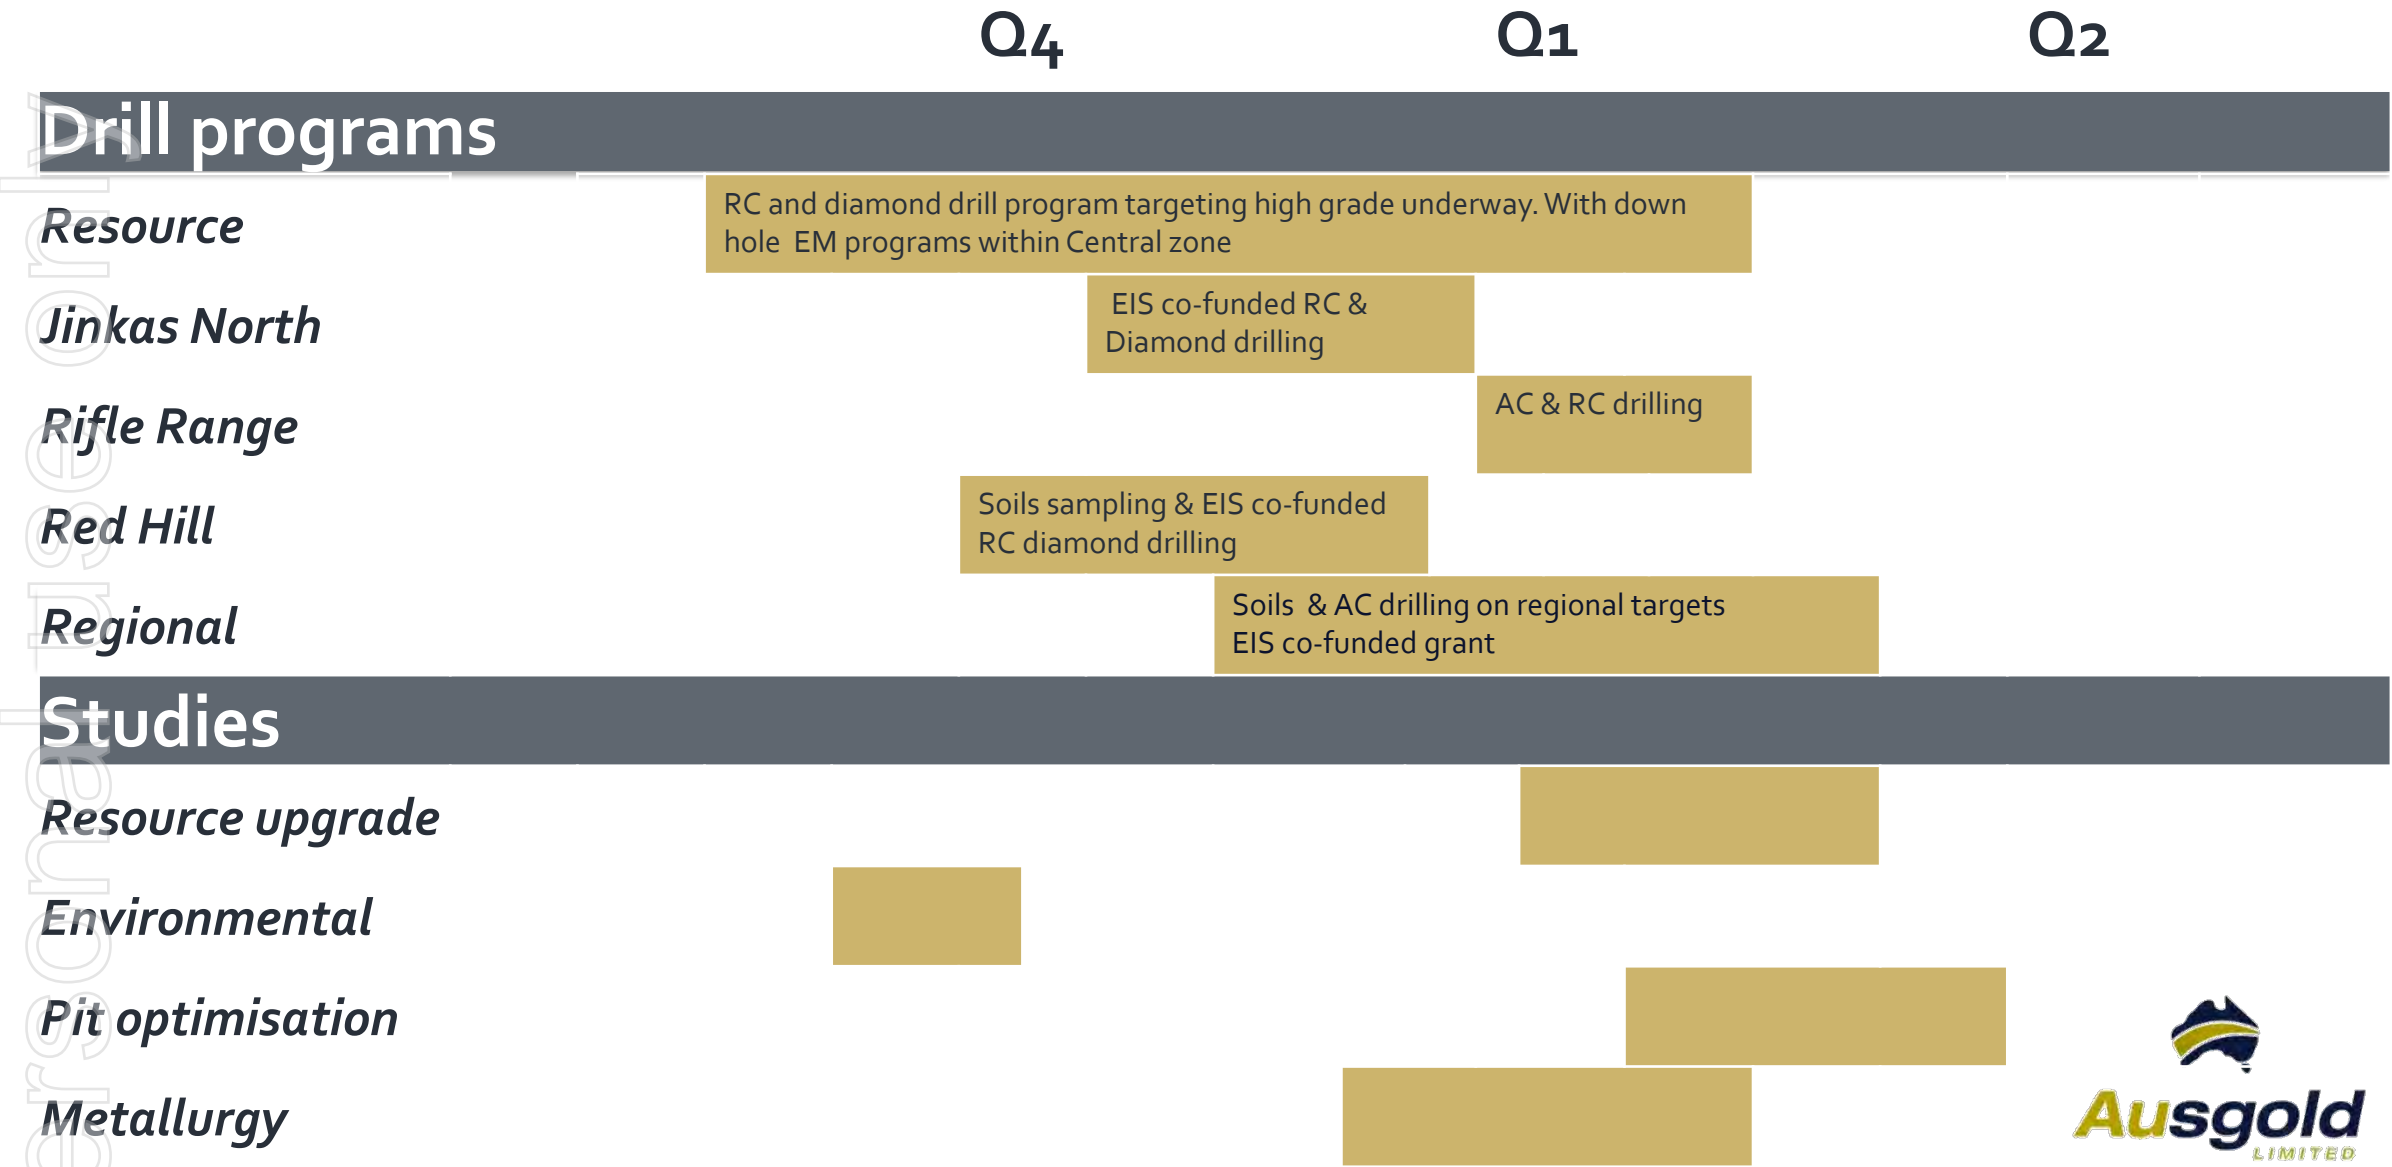 Q4 Q1 Q2
Drill programs
Resource
RC and diamond drill program targeting high grade underway. With down
hole EM programs within Central zone
Jinkas North
EIS co-funded RC &
Diamond drilling
Rifle Range
AC & RC drilling
Red Hill
Soils sampling & EIS co-funded
RC diamond drilling
Regional
Soils & AC drilling on regional targets
EIS co-funded grant
Studies
Resource upgrade
Environmental
Pit optimisation
Metallurgy
Ausgold
LIMITED
ersonal use only